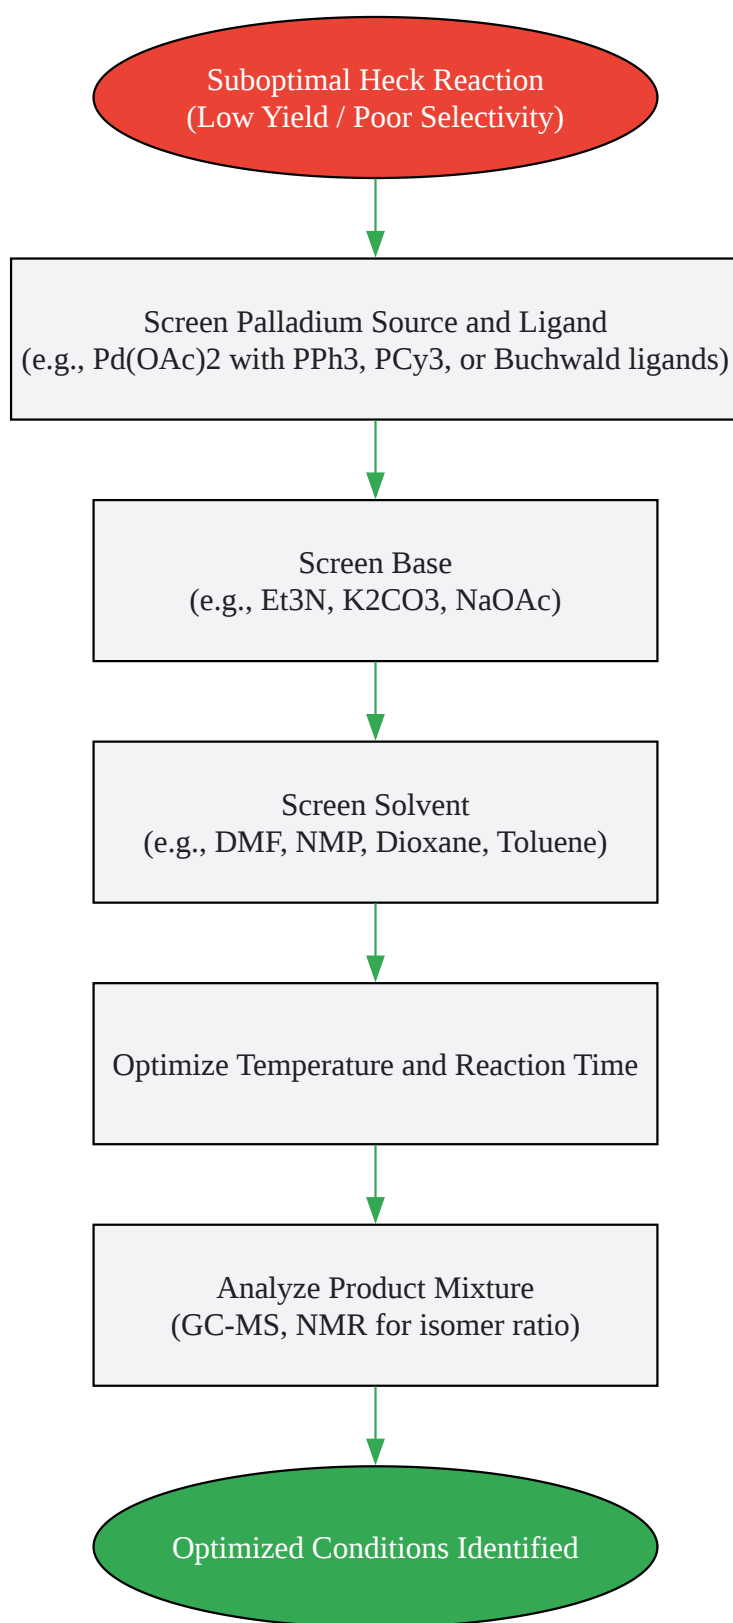 Suboptimal Heck Reaction
(Low Yield / Poor Selectivity)
Screen Palladium Source and Ligand
(e.g., Pd(OAc)2 with PPh3, PCy3, or Buchwald ligands)
Screen Base
(e.g., Et3N, K2CO3, NaOAc)
Screen Solvent
(e.g., DMF, NMP, Dioxane, Toluene)
Optimize Temperature and Reaction Time
Analyze Product Mixture
(GC-MS, NMR for isomer ratio)
Optimized Conditions Identified